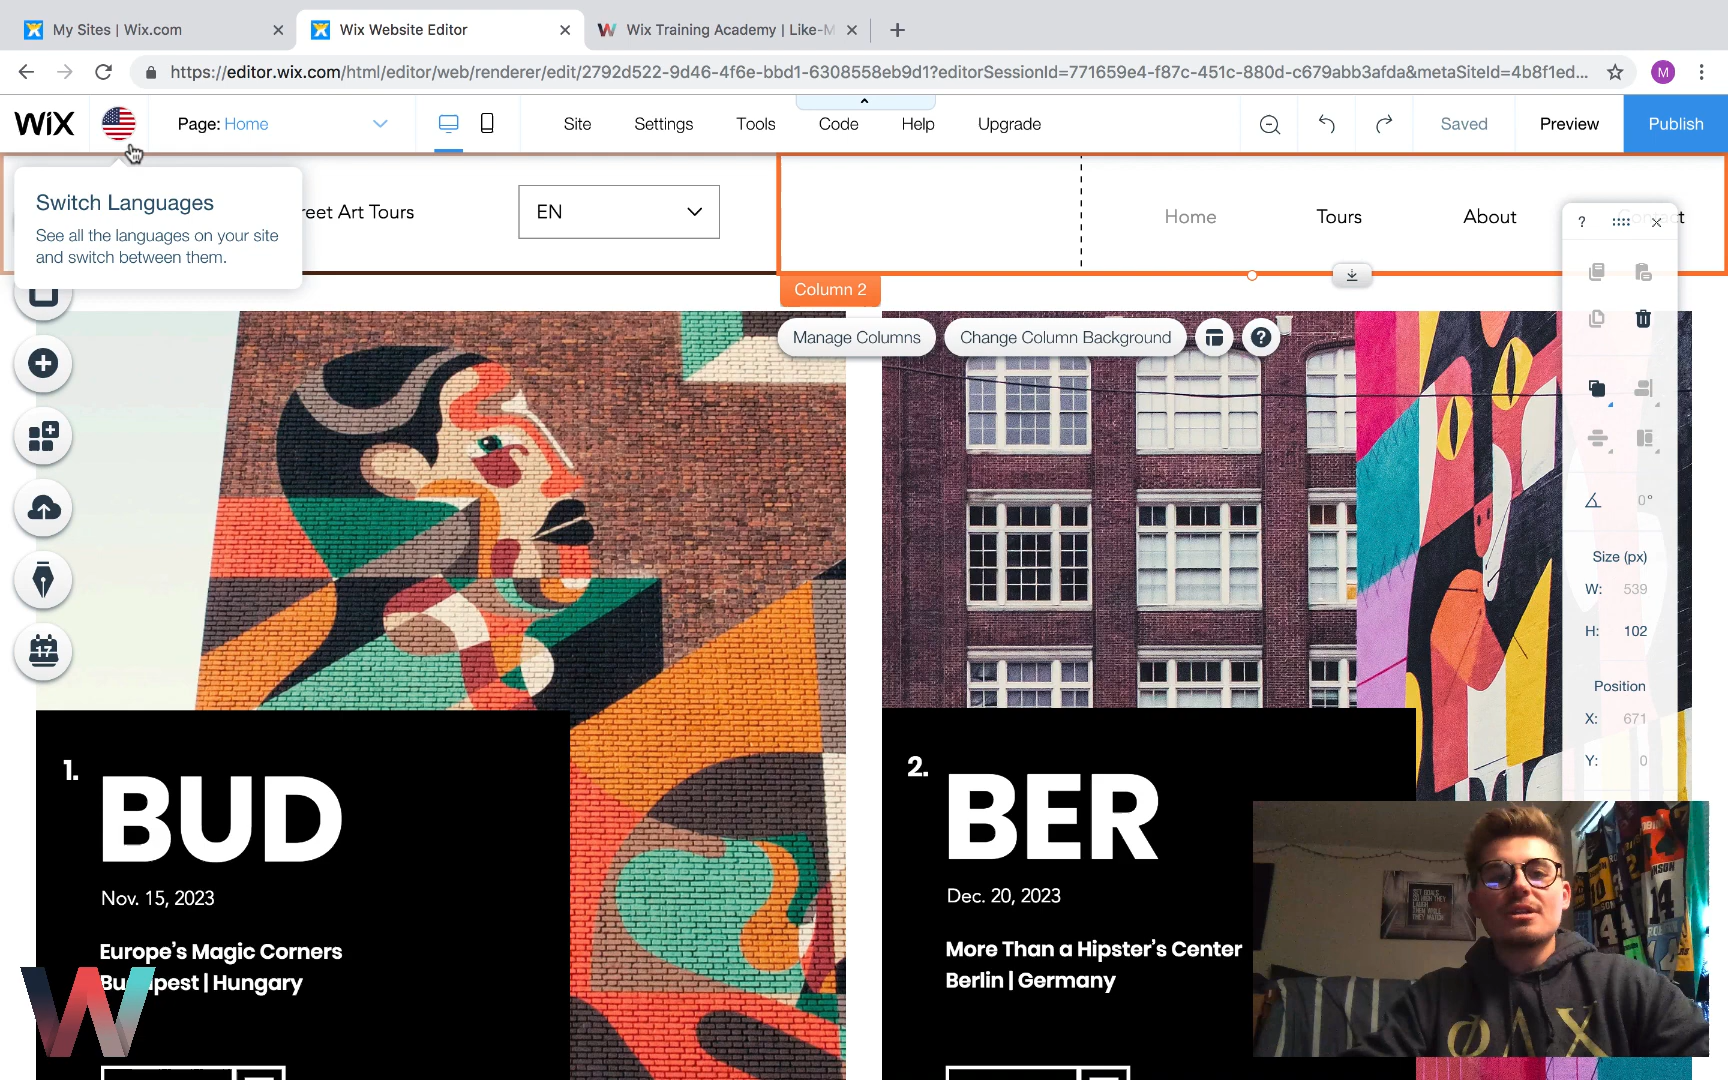 My Sites | Wix.com
Wix Website Editor
Wix Training Academy | Like-M
https://editor.wix.com/html/editor/web/renderer/edit/2792d522-9d46-4f6e-bbd1-6308558eb9d1?editorSessionId=771659e4-f87c-451c-880d-c679abb3afda&metaSiteId=4b8f1ed...
M
WiX
Page: Home
Site
Settings
Tools
Code
Help
Upgrade
Saved
Preview
Publish
Switch Languages
See all the languages on your site
and switch between them.
reet Art Tours
EN
Home
Tours
About
Contact
Column 2
Manage Columns
Change Column Background
?
?
0°
Size (px)
W: 539
H: 102
Position
X: 671
Y: 0
17
1.
BUD
Nov. 15, 2023
Europe's Magic Corners
Budapest | Hungary
2.
BER
Dec. 20, 2023
More Than a Hipster's Center
Berlin | Germany
W
ΦΛΧ